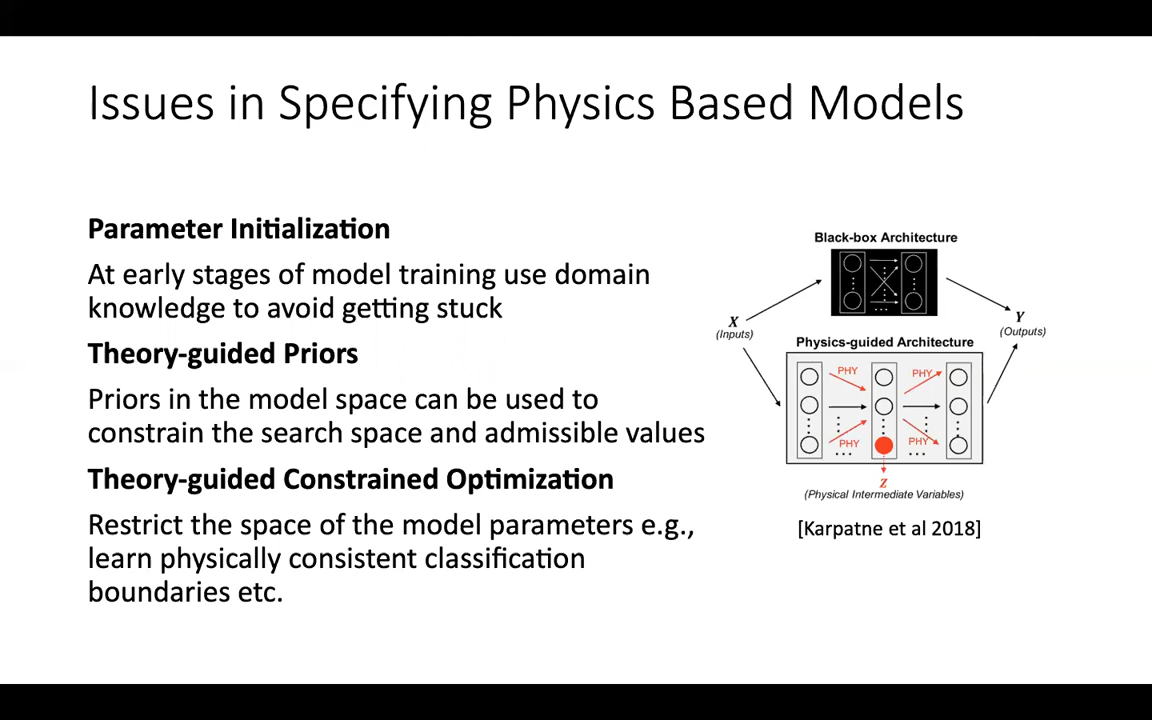 Issues in Specifying Physics Based Models
Parameter Initialization
At early stages of model training use domain
knowledge to avoid getting stuck
Theory-guided Priors
Priors in the model space can be used to
constrain the search space and admissible values
Theory-guided Constrained Optimization
Restrict the space of the model parameters e.g.,
learn physically consistent classification
boundaries etc.
Black-box Architecture
X
(Inputs)
Y
(Outputs)
Physics-guided Architecture
PHY
PHY
PHY
PHY
Z
(Physical Intermediate Variables)
[Karpatne et al 2018]